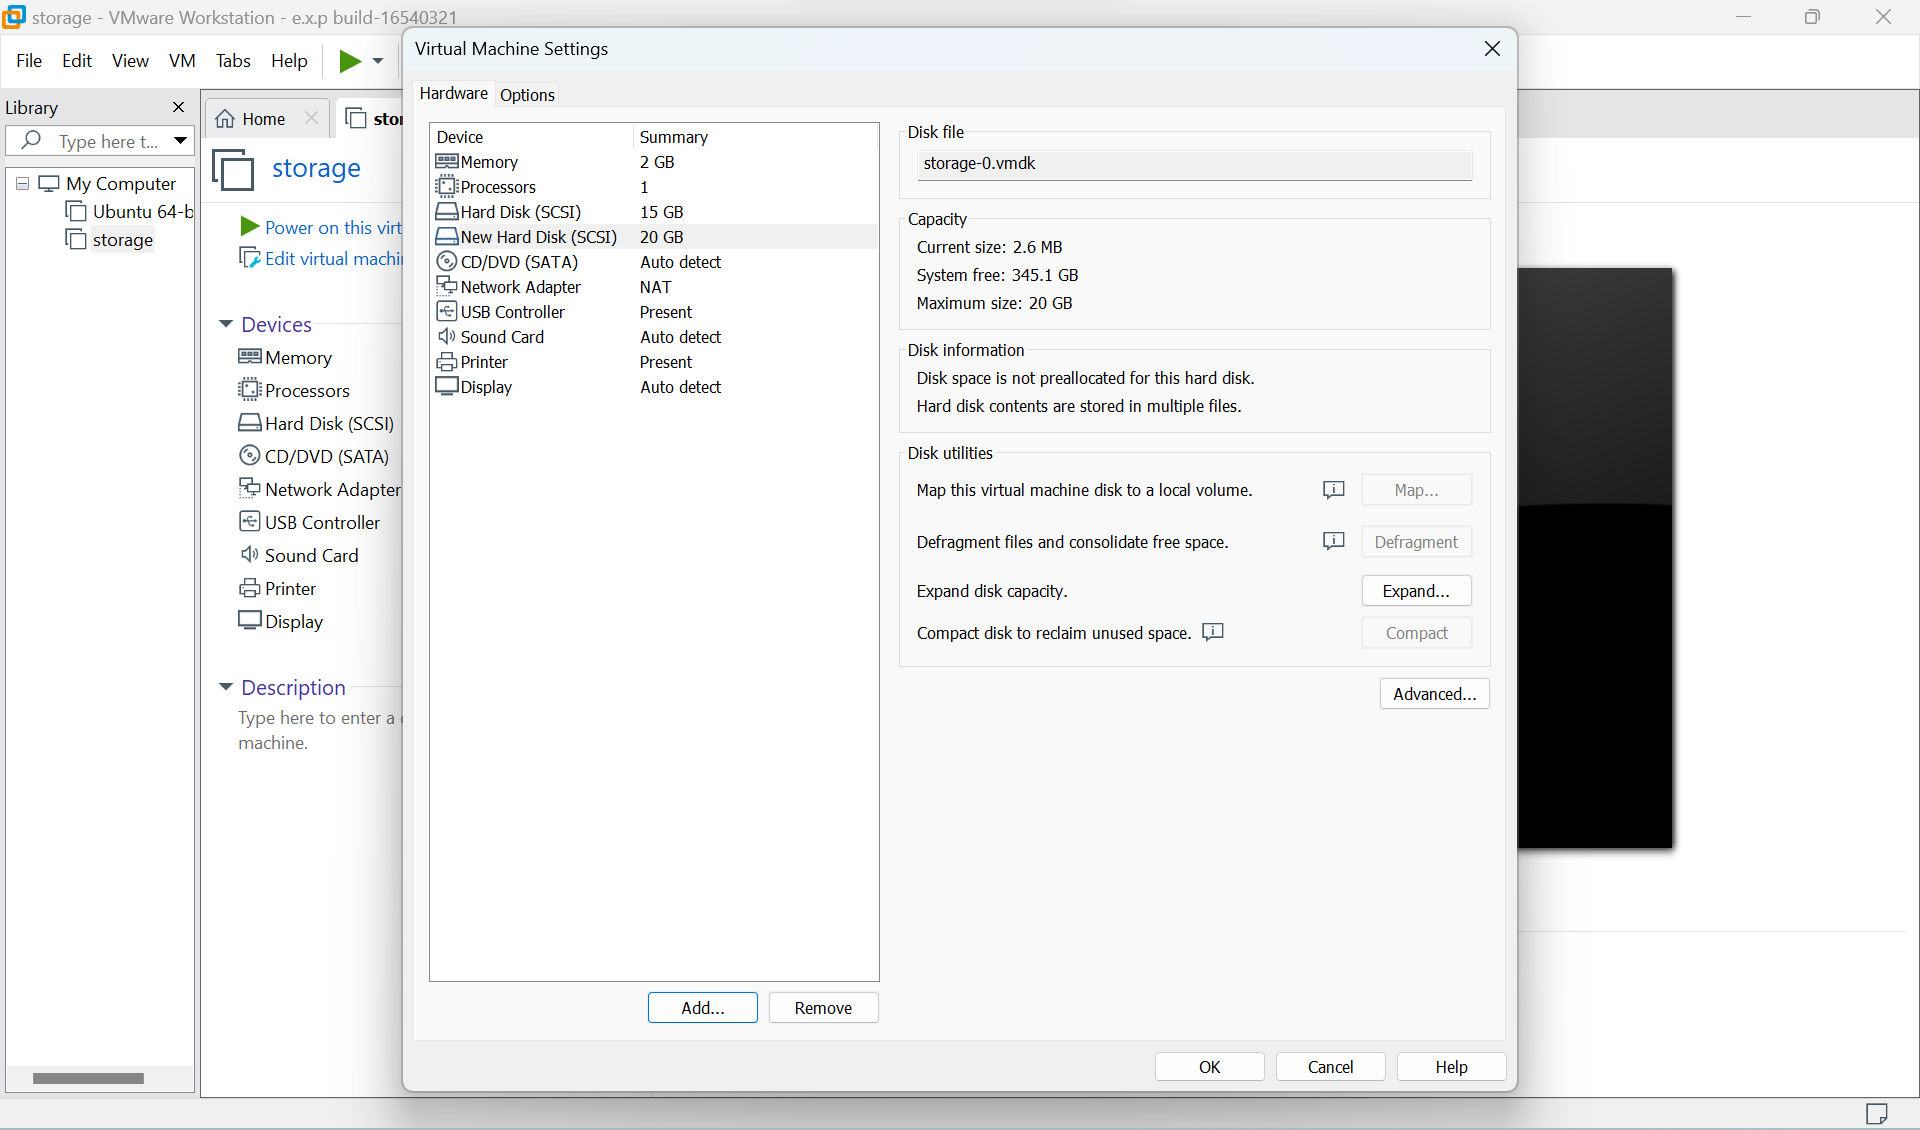 storage - VMware Workstation - e.x.p build-16540321
File Edit View VM Tabs Help
Library
Type here t...
My Computer
Ubuntu 64-b
storage
Home
stor
storage
Power on this virt
Edit virtual machi
Devices
Memory
Processors
Hard Disk (SCSI)
CD/DVD (SATA)
Network Adapter
USB Controller
Sound Card
Printer
Display
Description
Type here to enter a
machine.
Virtual Machine Settings
Hardware Options
Device Summary
Memory 2 GB
Processors 1
Hard Disk (SCSI) 15 GB
New Hard Disk (SCSI) 20 GB
CD/DVD (SATA) Auto detect
Network Adapter NAT
USB Controller Present
Sound Card Auto detect
Printer Present
Display Auto detect
Add... Remove
Disk file
storage-0.vmdk
Capacity
Current size: 2.6 MB
System free: 345.1 GB
Maximum size: 20 GB
Disk information
Disk space is not preallocated for this hard disk.
Hard disk contents are stored in multiple files.
Disk utilities
Map this virtual machine disk to a local volume. Map...
Defragment files and consolidate free space. Defragment
Expand disk capacity. Expand...
Compact disk to reclaim unused space. Compact
Advanced...
OK Cancel Help